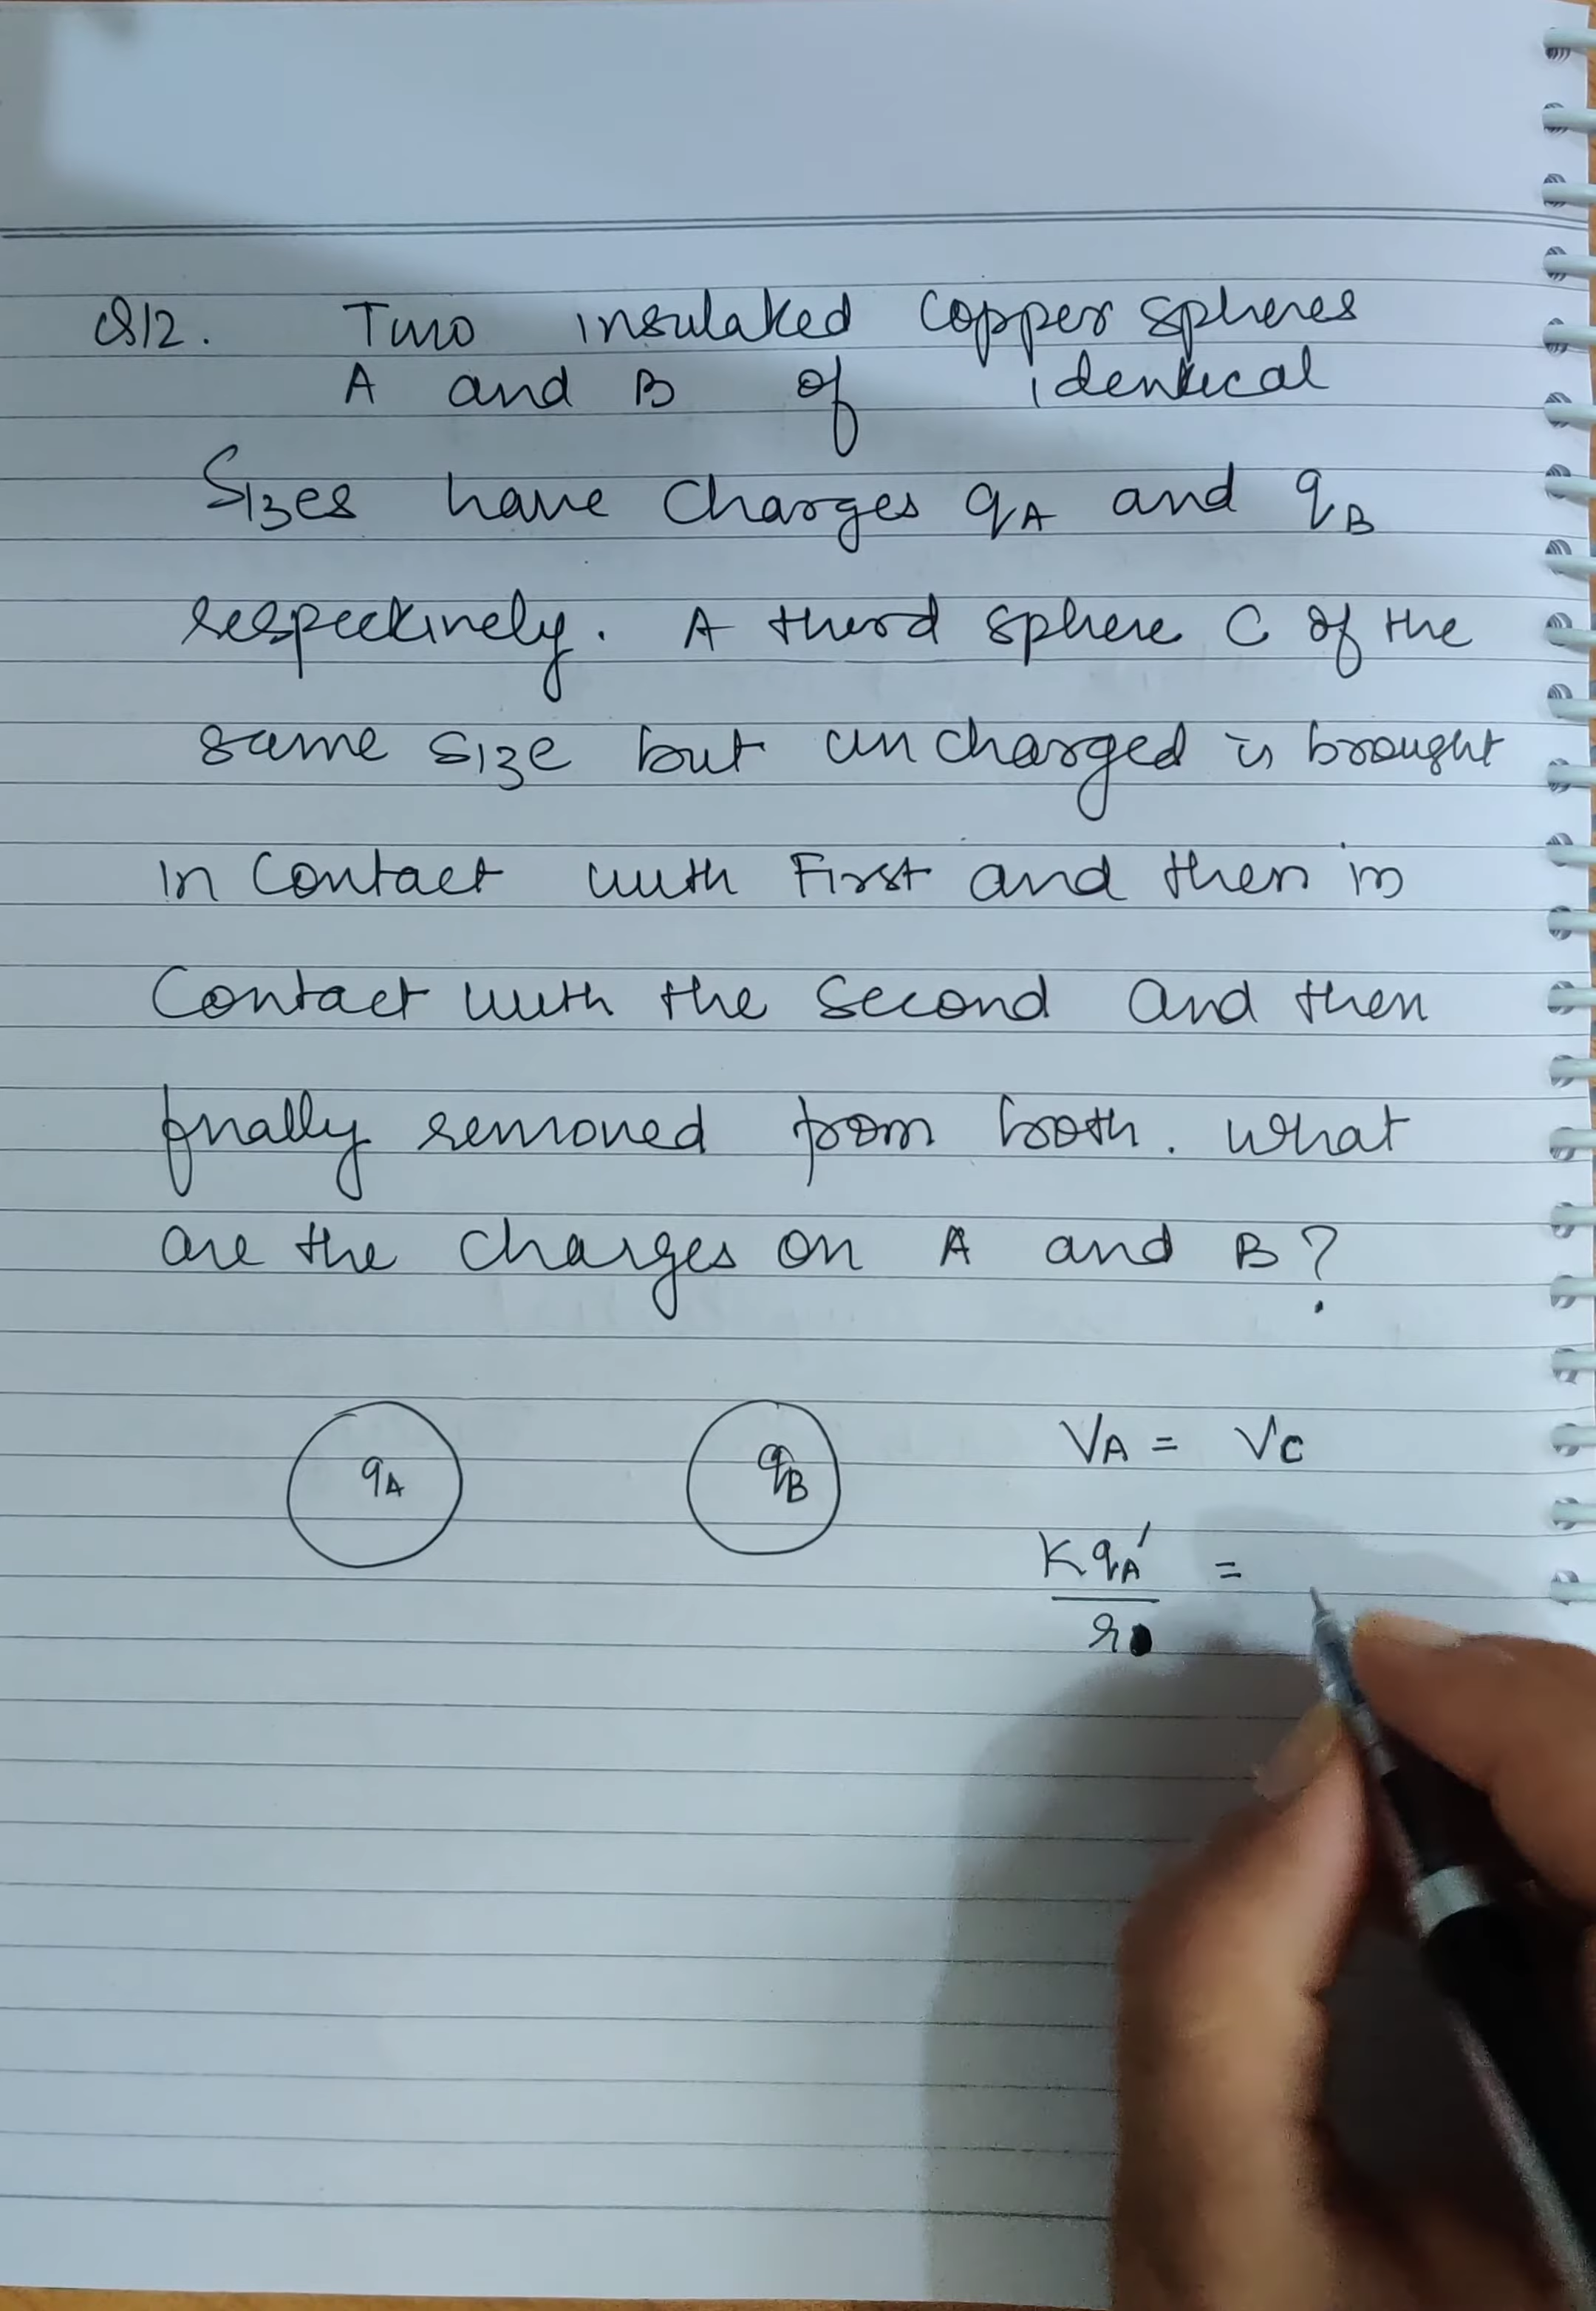 Q12. Two insulated copper spheres
A and B of identical
Sizes have charges qA and qB
respectively. A third sphere C of the
same size but uncharged is brought
in contact with First and then in
Contact with the second and then
finally removed from both. What
are the charges on A and B?
qA qB VA = VC
KqA' =
r